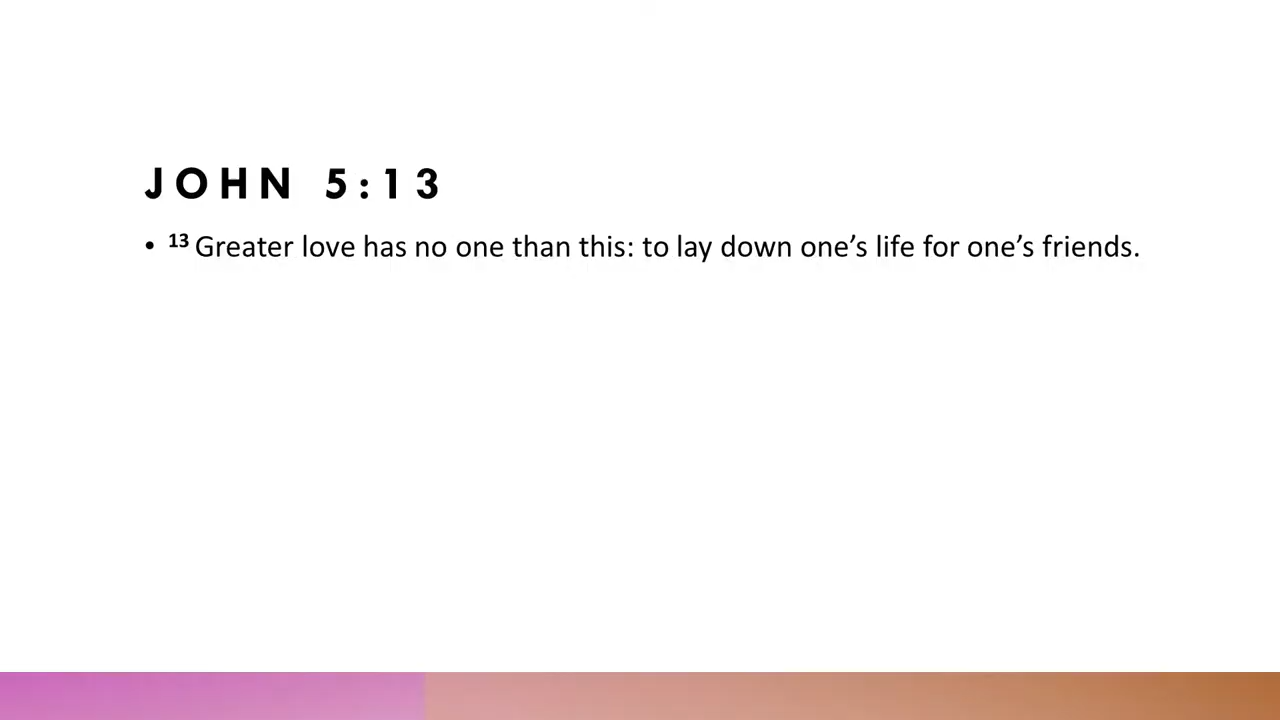 JOHN 5:13
• 13 Greater love has no one than this: to lay down one’s life for one’s friends.